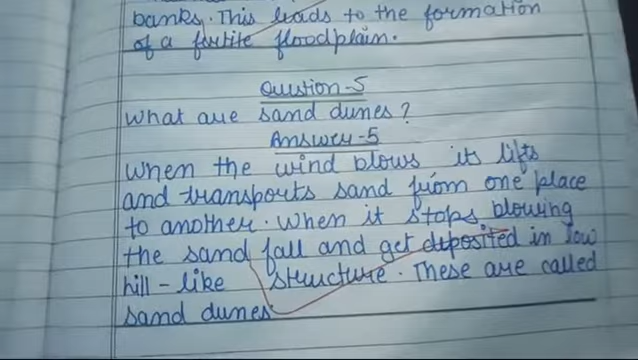 banks. This leads to the formation
of a fertile floodplain.
Question-5
What are sand dunes?
Answer-5
When the wind blows its lifts
and transports sand from one place
to another. When it stops blowing
the sand fall and get deposited in low
hill-like structure. These are called
sand dunes